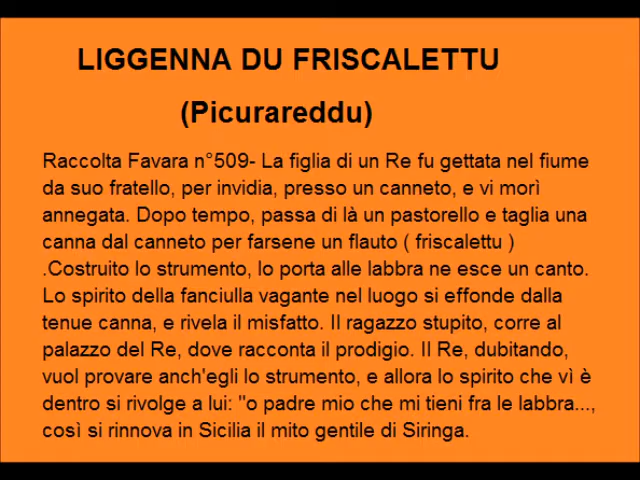 LIGGENNA DU FRISCALETTU
(Picurareddu)
Raccolta Favara n°509- La figlia di un Re fu gettata nel fiume
da suo fratello, per invidia, presso un canneto, e vi morì
annegata. Dopo tempo, passa di là un pastorello e taglia una
canna dal canneto per farsene un flauto ( friscalettu )
.Costruito lo strumento, lo porta alle labbra ne esce un canto.
Lo spirito della fanciulla vagante nel luogo si effonde dalla
tenue canna, e rivela il misfatto. Il ragazzo stupito, corre al
palazzo del Re, dove racconta il prodigio. Il Re, dubitando,
vuol provare anch'egli lo strumento, e allora lo spirito che vì è
dentro si rivolge a lui: "o padre mio che mi tieni fra le labbra...,
così si rinnova in Sicilia il mito gentile di Siringa.